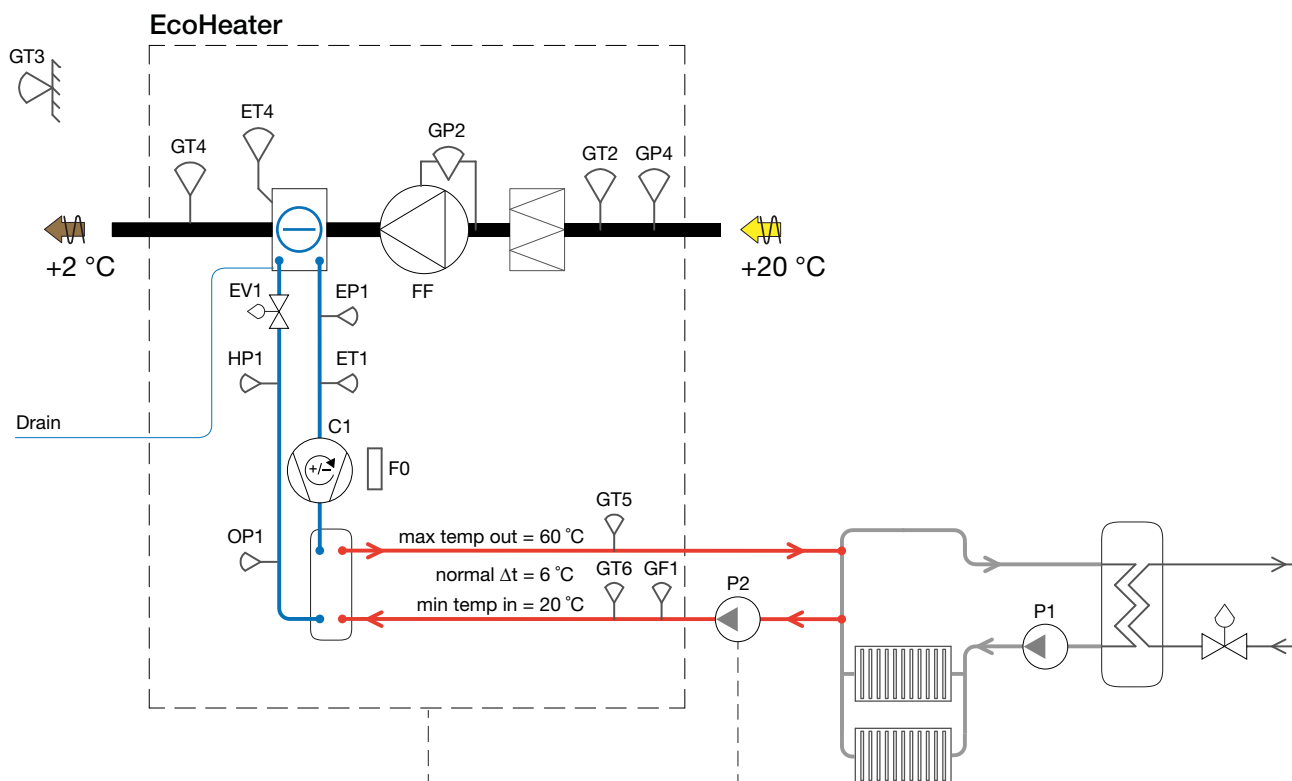 EcoHeater
GT3
ET4
GT4
GP2
GT2
GP4
+2 °C
+20 °C
FF
EV1
EP1
HP1
ET1
Drain
C1
+/–
F0
GT5
max temp out = 60 °C
OP1
normal Δt = 6 °C
GT6
GF1
P2
min temp in = 20 °C
P1